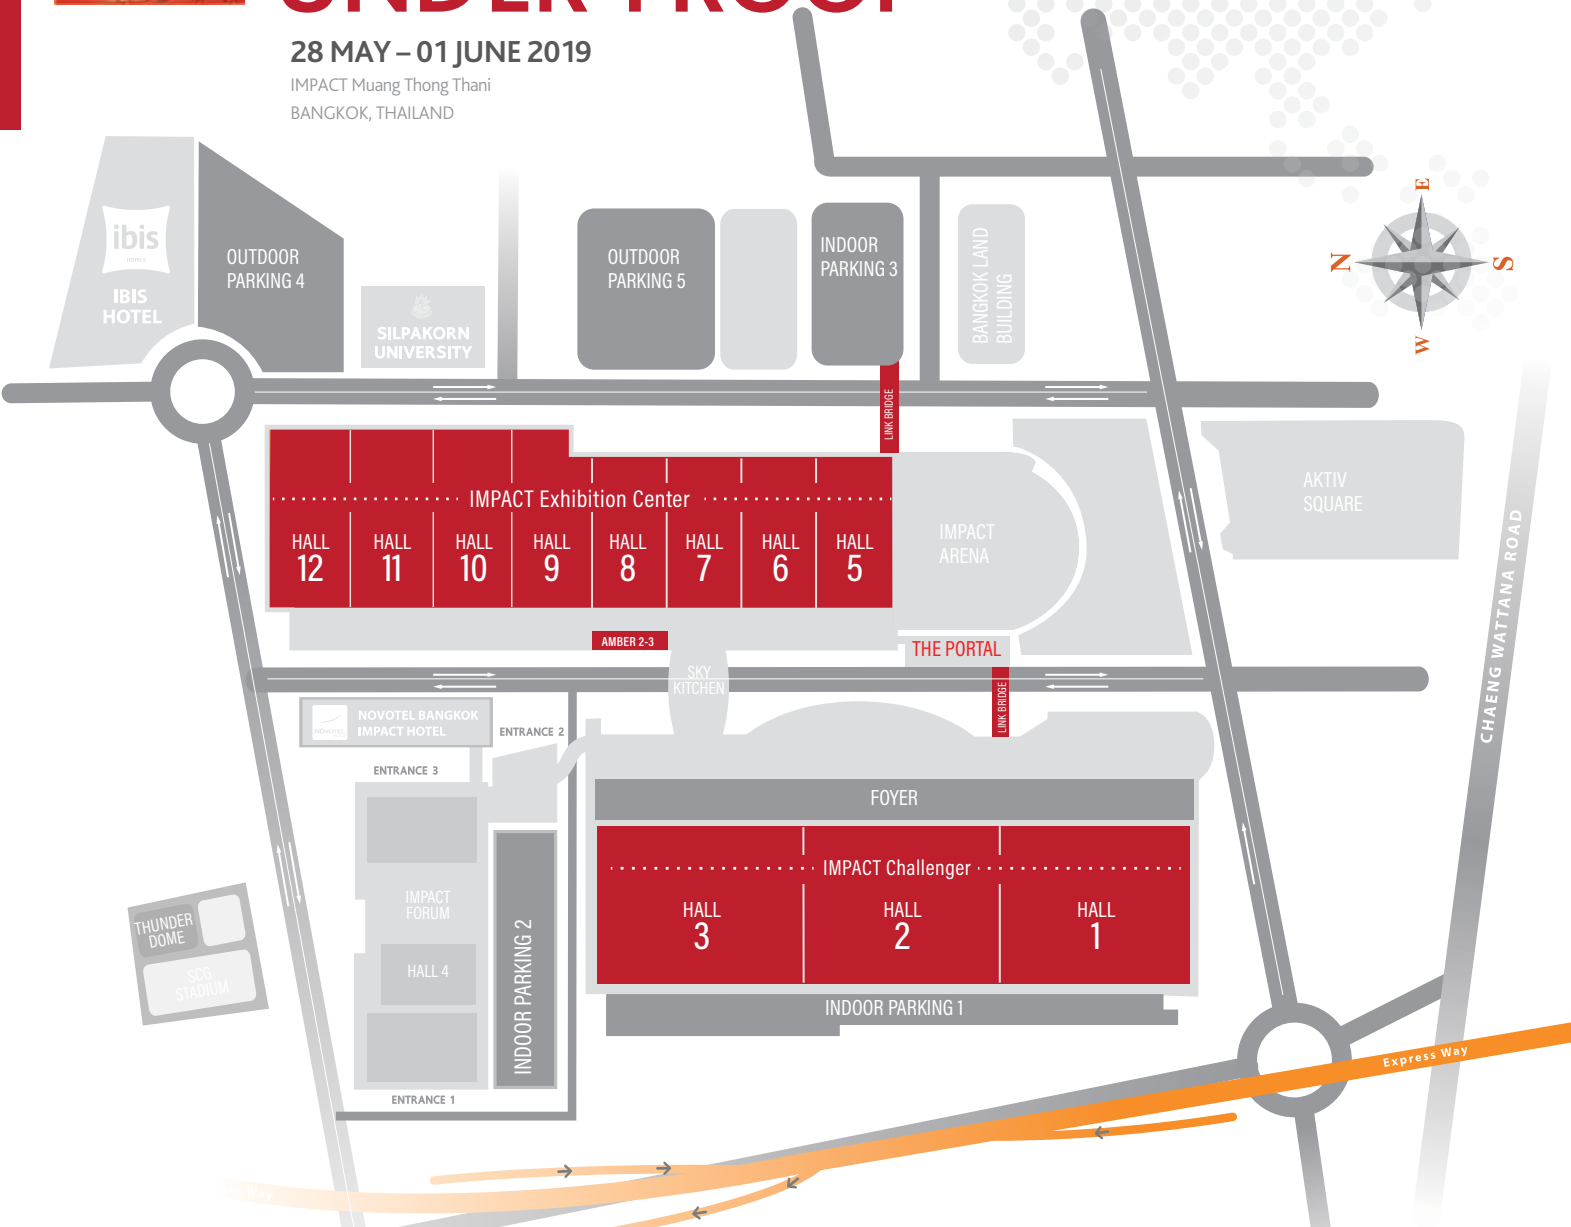 28 MAY – 01 JUNE 2019
IMPACT Muang Thong Thani
BANGKOK, THAILAND
E
N
S
W
ibis
HOTELS
IBIS
HOTEL
OUTDOOR
PARKING 4
SILPAKORN
UNIVERSITY
OUTDOOR
PARKING 5
INDOOR
PARKING 3
BANGKOK LAND
BUILDING
LINK BRIDGE
IMPACT Exhibition Center
HALL
12
HALL
11
HALL
10
HALL
9
HALL
8
HALL
7
HALL
6
HALL
5
IMPACT
ARENA
AKTIV
SQUARE
CHAENG WATTANA ROAD
AMBER 2-3
THE PORTAL
SKY
KITCHEN
LINK BRIDGE
NOVOTEL
NOVOTEL BANGKOK
IMPACT HOTEL
ENTRANCE 2
ENTRANCE 3
FOYER
IMPACT Challenger
HALL
3
HALL
2
HALL
1
IMPACT
FORUM
HALL 4
INDOOR PARKING 2
THUNDER
DOME
SCG
STADIUM
INDOOR PARKING 1
ENTRANCE 1
Express Way
Way